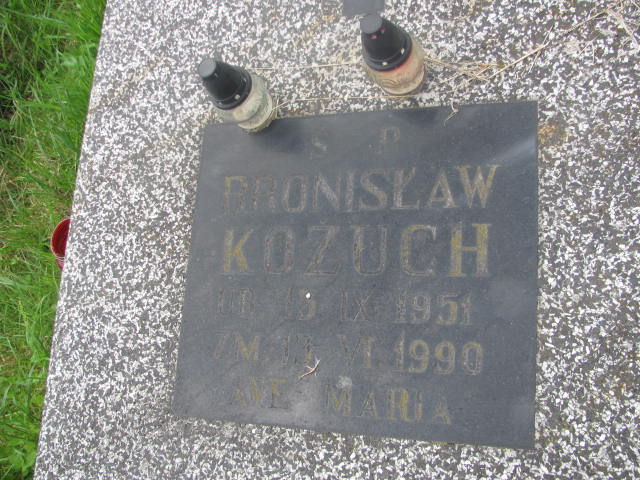 Ś P
BRONISŁAW
KOZUCH
UR. 15. IX. 1951
ZM. 13. VI. 1990
AVE MARIA